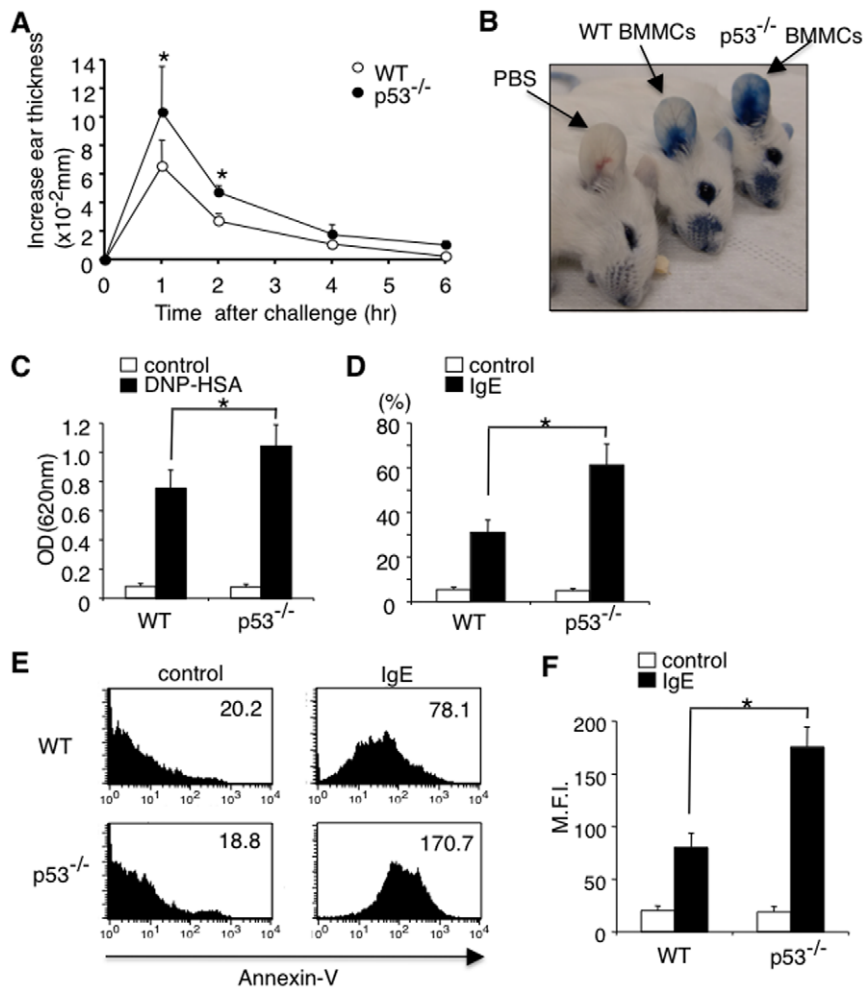 A
Increase ear thickness
(x10⁻²mm)
14
12
10
8
6
4
2
0
0 1 2 3 4 5 6
Time after challenge (hr)
* *
WT
p53⁻/⁻
B
PBS
WT BMMCs
p53⁻/⁻ BMMCs
C
control
DNP-HSA
*
OD(620nm)
1.2
1.0
0.8
0.6
0.4
0.2
0
WT p53⁻/⁻
D
control
IgE
(%)
*
80
60
40
20
0
WT p53⁻/⁻
E
control IgE
WT
20.2 78.1
10⁰ 10¹ 10² 10³ 10⁴ 10⁰ 10¹ 10² 10³ 10⁴
p53⁻/⁻
18.8 170.7
10⁰ 10¹ 10² 10³ 10⁴ 10⁰ 10¹ 10² 10³ 10⁴
Annexin-V
F
control
IgE
*
M.F.I.
200
150
100
50
0
WT p53⁻/⁻